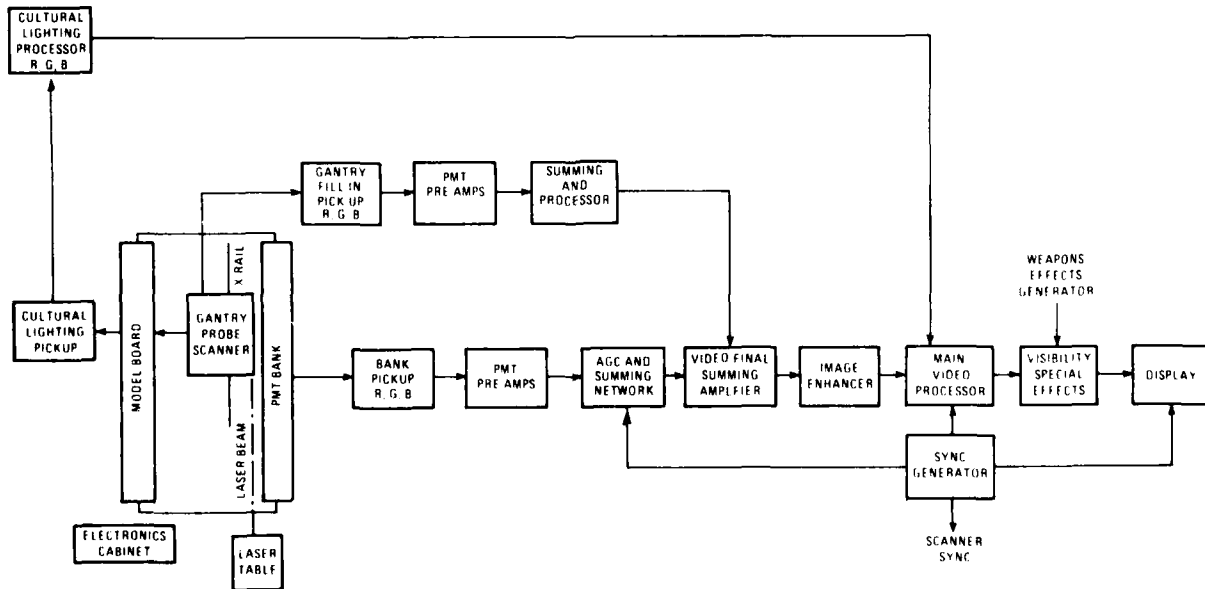 CULTURAL
LIGHTING
PROCESSOR
R, G, B
GANTRY
FILL IN
PICK UP
R, G, B
PMT
PRE AMPS
SUMMING
AND
PROCESSOR
CULTURAL
LIGHTING
PICKUP
MODEL BOARD
GANTRY
PROBE
SCANNER
X RAIL
LASER BEAM
PMT BANK
BANK
PICKUP
R, G, B
PMT
PRE AMPS
AGC AND
SUMMING
NETWORK
VIDEO FINAL
SUMMING
AMPLFIER
IMAGE
ENHANCER
MAIN
VIDEO
PROCESSOR
WEAPONS
EFFECTS
GENERATOR
VISIBILITY
SPECIAL
EFFECTS
DISPLAY
SYNC
GENERATOR
SCANNER
SYNC
ELECTRONICS
CABINET
LASER
TABLE